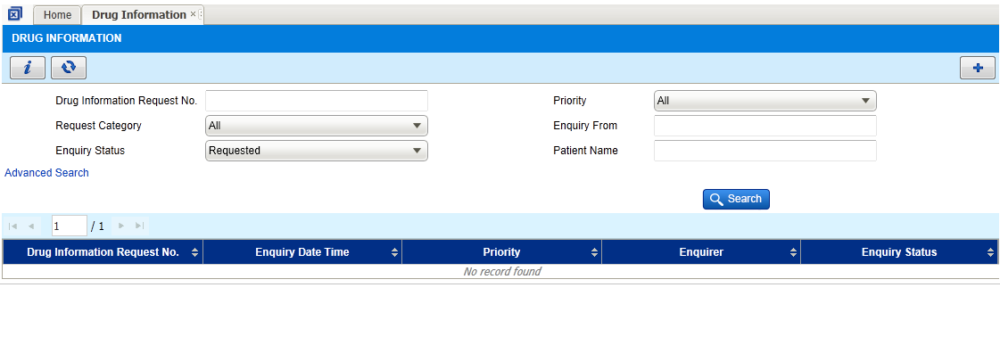 Home Drug Information ×
DRUG INFORMATION
i +
Drug Information Request No. Priority All
Request Category All Enquiry From
Enquiry Status Requested Patient Name
Advanced Search
Search
1 / 1
Drug Information Request No. Enquiry Date Time Priority Enquirer Enquiry Status
No record found